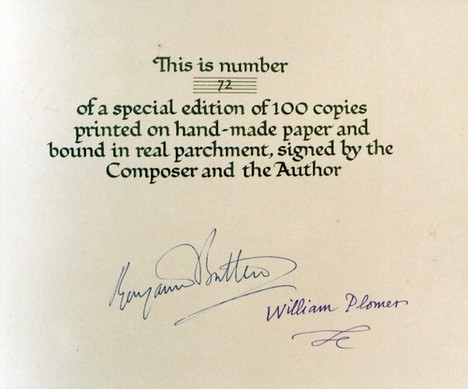 This is number
72
of a special edition of 100 copies
printed on hand-made paper and
bound in real parchment, signed by the
Composer and the Author
Benjamin Britten
William Plomer